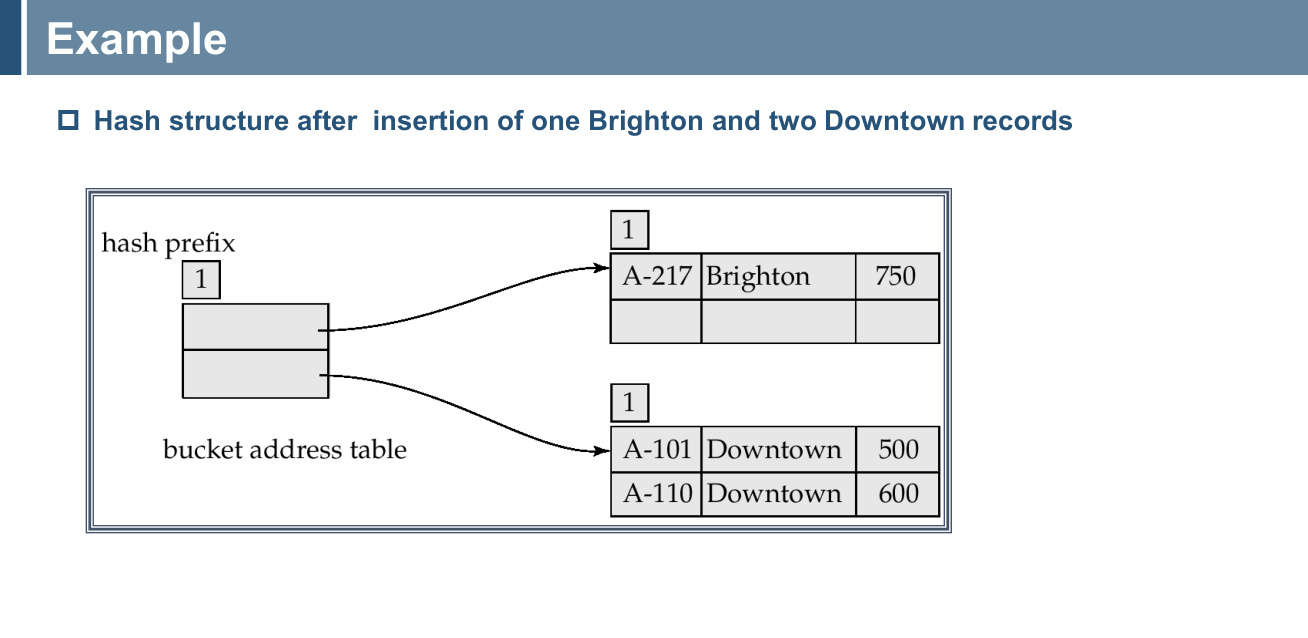 Example
Hash structure after  insertion of one Brighton and two Downtown records
hash prefix
1
bucket address table
1
A-217 Brighton 750
1
A-101 Downtown 500
A-110 Downtown 600